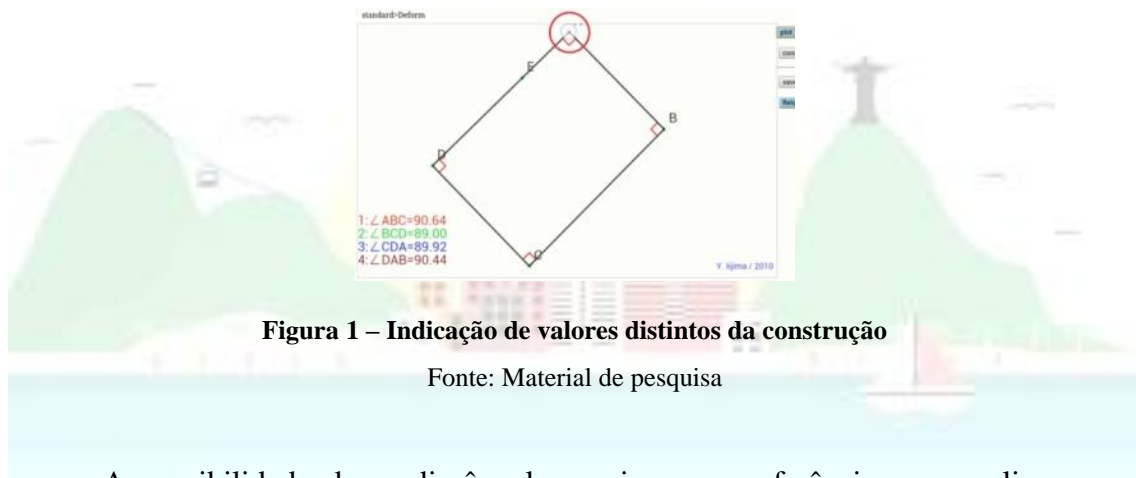 standard>Deform
plot
E
B
D
C
1:∠ABC=90.64
2:∠BCD=89.00
3:∠CDA=89.92
4:∠DAB=90.44
Y. Iijima / 2010
Figura 1 – Indicação de valores distintos da construção
Fonte: Material de pesquisa